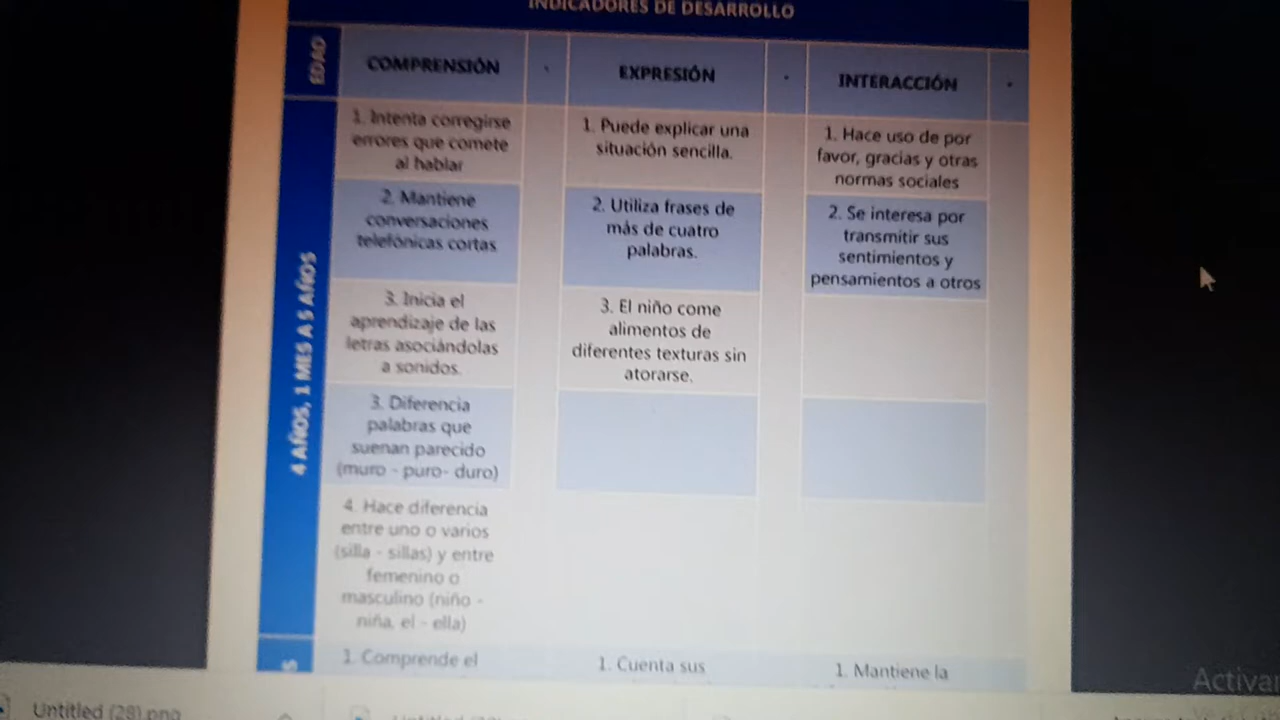 INDICADORES DE DESARROLLO
EDAD
COMPRENSIÓN
EXPRESIÓN
INTERACCIÓN
4 AÑOS, 1 MES A 5 AÑOS
1. Intenta corregirse
errores que comete
al hablar
1. Puede explicar una
situación sencilla.
1. Hace uso de por
favor, gracias y otras
normas sociales
2. Mantiene
conversaciones
telefónicas cortas
2. Utiliza frases de
más de cuatro
palabras.
2. Se interesa por
transmitir sus
sentimientos y
pensamientos a otros
3. Inicia el
aprendizaje de las
letras asociándolas
a sonidos.
3. El niño come
alimentos de
diferentes texturas sin
atorarse.
3. Diferencia
palabras que
suenan parecido
(muro - puro- duro)
4. Hace diferencia
entre uno o varios
(silla - sillas) y entre
femenino o
masculino (niño -
niña, el - ella)
S
1. Comprende el
1. Cuenta sus
1. Mantiene la
Activar
Untitled (28).png